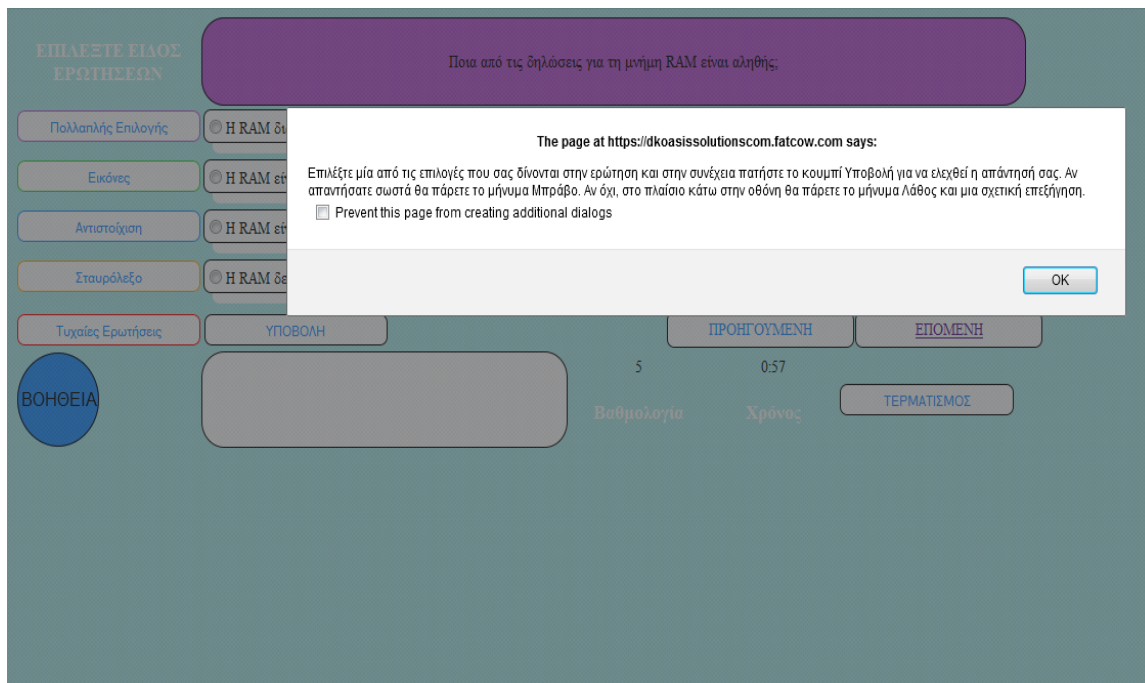 ΕΠΙΛΕΞΤΕ ΕΙΔΟΣ
ΕΡΩΤΗΣΕΩΝ
Ποια από τις δηλώσεις για τη μνήμη RAM είναι αληθής;
Πολλαπλής Επιλογής
Η RAM
Εικόνες
Η RAM
Αντιστοίχιση
Η RAM
Σταυρόλεξο
Η RAM
The page at https://dkoasissolutionscom.fatcow.com says:
Επιλέξτε μία από τις επιλογές που σας δίνονται στην ερώτηση και στην συνέχεια πατήστε το κουμπί Υποβολή για να ελεχθεί η απάντησή σας. Αν
απαντήσατε σωστά θα πάρετε το μήνυμα Μπράβο. Αν όχι, στο πλαίσιο κάτω στην οθόνη θα πάρετε το μήνυμα Λάθος και μια σχετική επεξήγηση.
Prevent this page from creating additional dialogs
OK
Τυχαίες Ερωτήσεις
ΥΠΟΒΟΛΗ
ΠΡΟΗΓΟΥΜΕΝΗ
ΕΠΟΜΕΝΗ
ΒΟΗΘΕΙΑ
5
0:57
Βαθμολογία
Χρόνος
ΤΕΡΜΑΤΙΣΜΟΣ